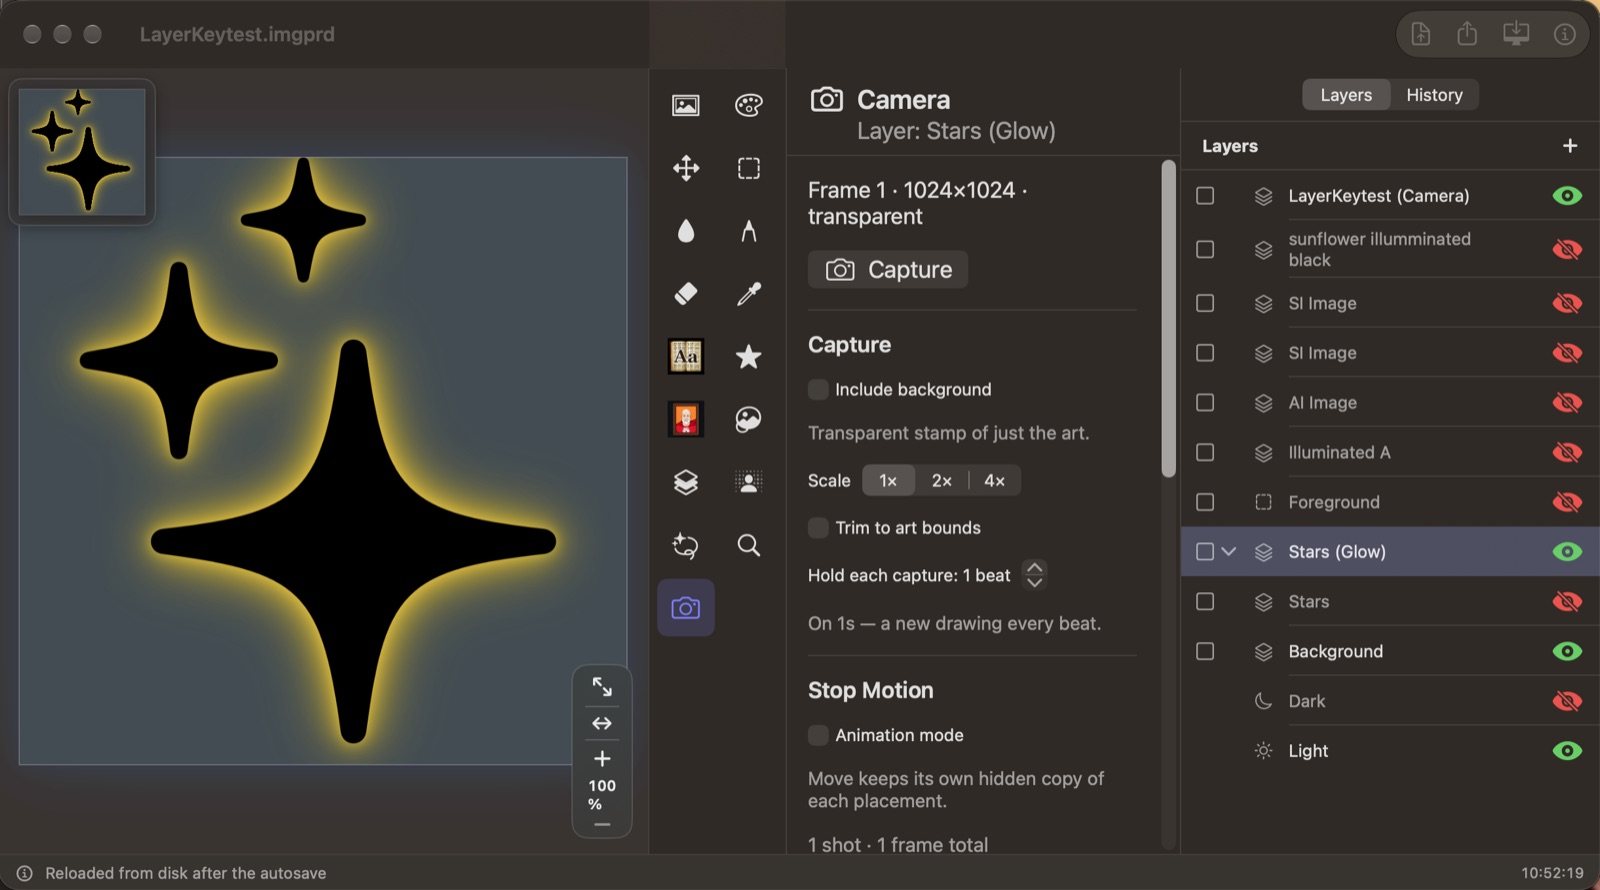 LayerKeytest.imgprd
Camera
Layer: Stars (Glow)
Frame 1 · 1024×1024 ·
transparent
Capture
Capture
Include background
Transparent stamp of just the art.
Scale 1× 2× 4×
Trim to art bounds
Hold each capture: 1 beat
On 1s — a new drawing every beat.
Stop Motion
Animation mode
Move keeps its own hidden copy of
each placement.
1 shot · 1 frame total
Aa
100
%
Layers History
Layers
LayerKeytest (Camera)
sunflower illumminated
black
SI Image
SI Image
AI Image
Illuminated A
Foreground
Stars (Glow)
Stars
Background
Dark
Light
Reloaded from disk after the autosave
10:52:19